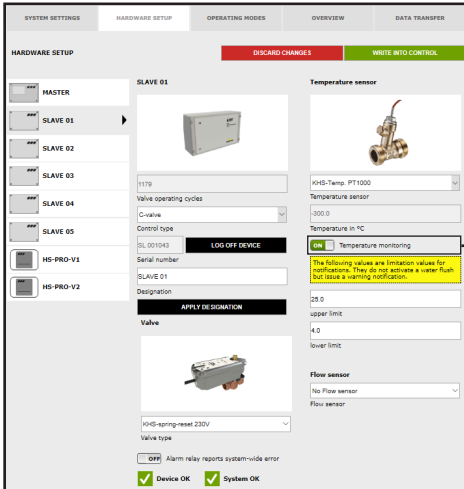 SYSTEM SETTINGS
HARDWARE SETUP
OPERATING MODES
OVERVIEW
DATA TRANSFER
HARDWARE SETUP
DISCARD CHANGES
WRITE INTO CONTROL
MASTER
SLAVE 01
SLAVE 02
SLAVE 03
SLAVE 04
SLAVE 05
HS-PRO-V1
HS-PRO-V2
SLAVE 01
1179
Valve operating cycles
C-valve
Control type
SL 001043
LOG OFF DEVICE
Serial number
SLAVE 01
Designation
APPLY DESIGNATION
Valve
KHS-spring-reset 230V
Valve type
OFF Alarm relay reports system-wide error
Device OK
System OK
Temperature sensor
KHS-Temp. PT1000
Temperature sensor
-300.0
Temperature in °C
ON Temperature monitoring
The following values are limitation values for
notifications. They do not activate a water flush
but issue a warning notification.
25.0
upper limit
4.0
lower limit
Flow sensor
No Flow sensor
Flow sensor